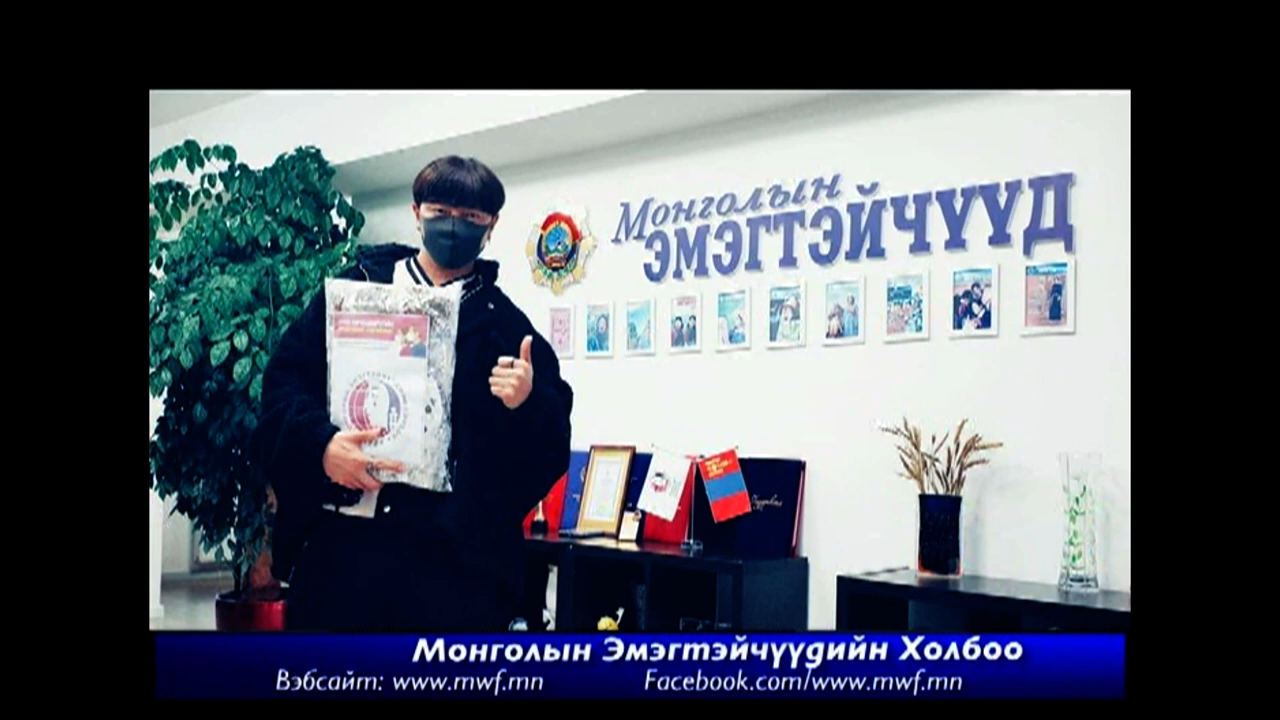 Монголын
ЭМЭГТЭЙЧҮҮД
Монголын Эмэгтэйчүүдийн Холбоо
Вэбсайт: www.mwf.mn
Facebook.com/www.mwf.mn